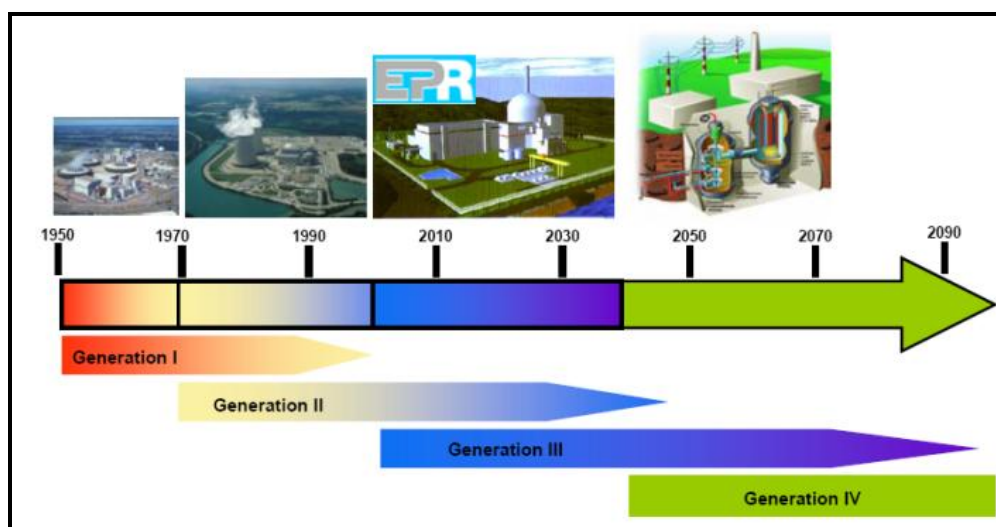 EPR
1950 1970 1990 2010 2030 2050 2070 2090
Generation I
Generation II
Generation III
Generation IV